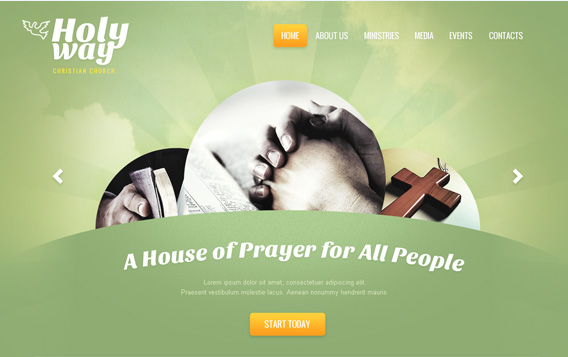 Holy
way
CHRISTIAN CHURCH
HOME ABOUT US MINISTRIES MEDIA EVENTS CONTACTS
A House of Prayer for All People
Lorem ipsum dolor sit amet, consectetuer adipiscing elit.
Praesent vestibulum molestie lacus. Aenean nonummy hendrerit mauris.
START TODAY